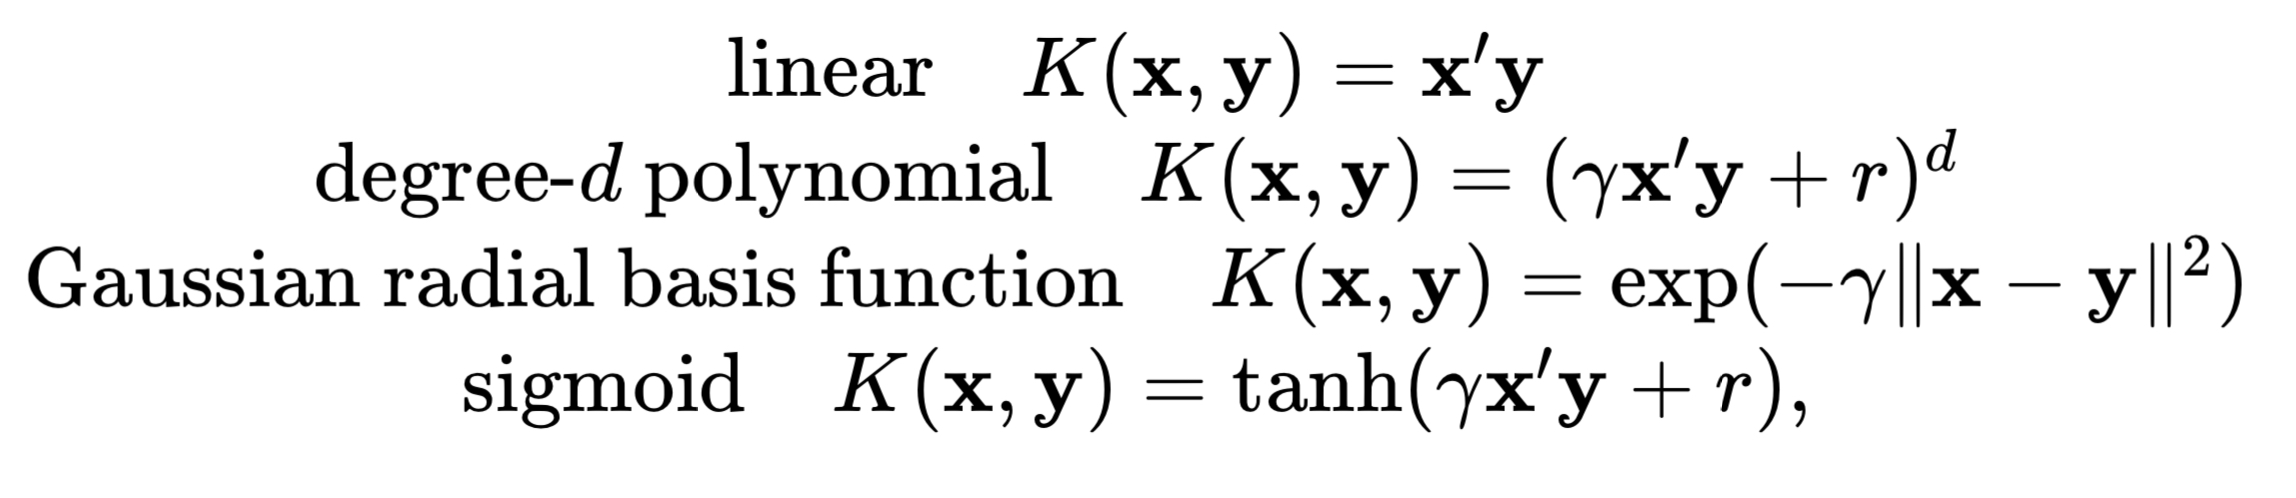 linear K(𝐱, 𝐲) = 𝐱′𝐲
degree-d polynomial K(𝐱, 𝐲) = (γ𝐱′𝐲 + r)ᵈ
Gaussian radial basis function K(𝐱, 𝐲) = exp(−γ‖𝐱 − 𝐲‖²)
sigmoid K(𝐱, 𝐲) = tanh(γ𝐱′𝐲 + r),